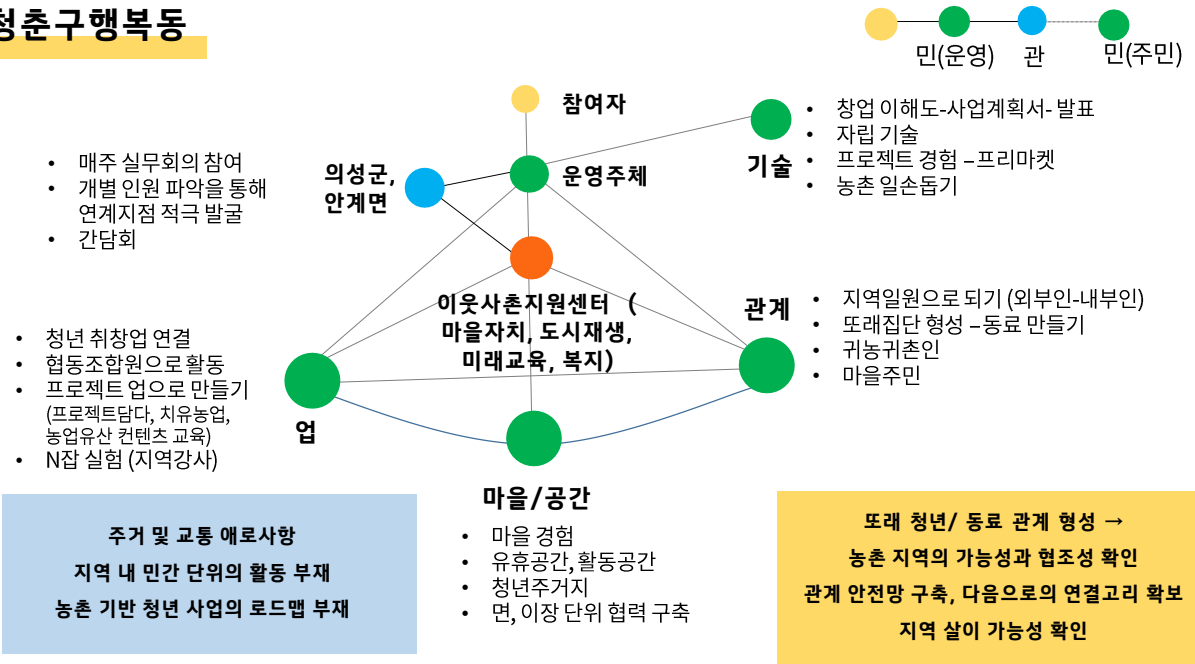 청춘구행복동
민(운영)
관
민(주민)
참여자
운영주체
의성군,
안계면
기술
• 창업 이해도-사업계획서- 발표
• 자립 기술
• 프로젝트 경험 –프리마켓
• 농촌 일손돕기
• 매주 실무회의 참여
• 개별 인원 파악을 통해
연계지점 적극 발굴
• 간담회
이웃사촌지원센터 (
마을자치, 도시재생,
미래교육, 복지)
관계
• 지역일원으로 되기 (외부인-내부인)
• 또래집단 형성 –동료 만들기
• 귀농귀촌인
• 마을주민
• 청년 취창업 연결
• 협동조합원으로 활동
• 프로젝트 업으로 만들기
(프로젝트담다, 치유농업,
농업유산 컨텐츠 교육)
• N잡 실험 (지역강사)
업
마을/공간
• 마을 경험
• 유휴공간, 활동공간
• 청년주거지
• 면, 이장 단위 협력 구축
주거 및 교통 애로사항
지역 내 민간 단위의 활동 부재
농촌 기반 청년 사업의 로드맵 부재
또래 청년/ 동료 관계 형성 →
농촌 지역의 가능성과 협조성 확인
관계 안전망 구축, 다음으로의 연결고리 확보
지역 살이 가능성 확인